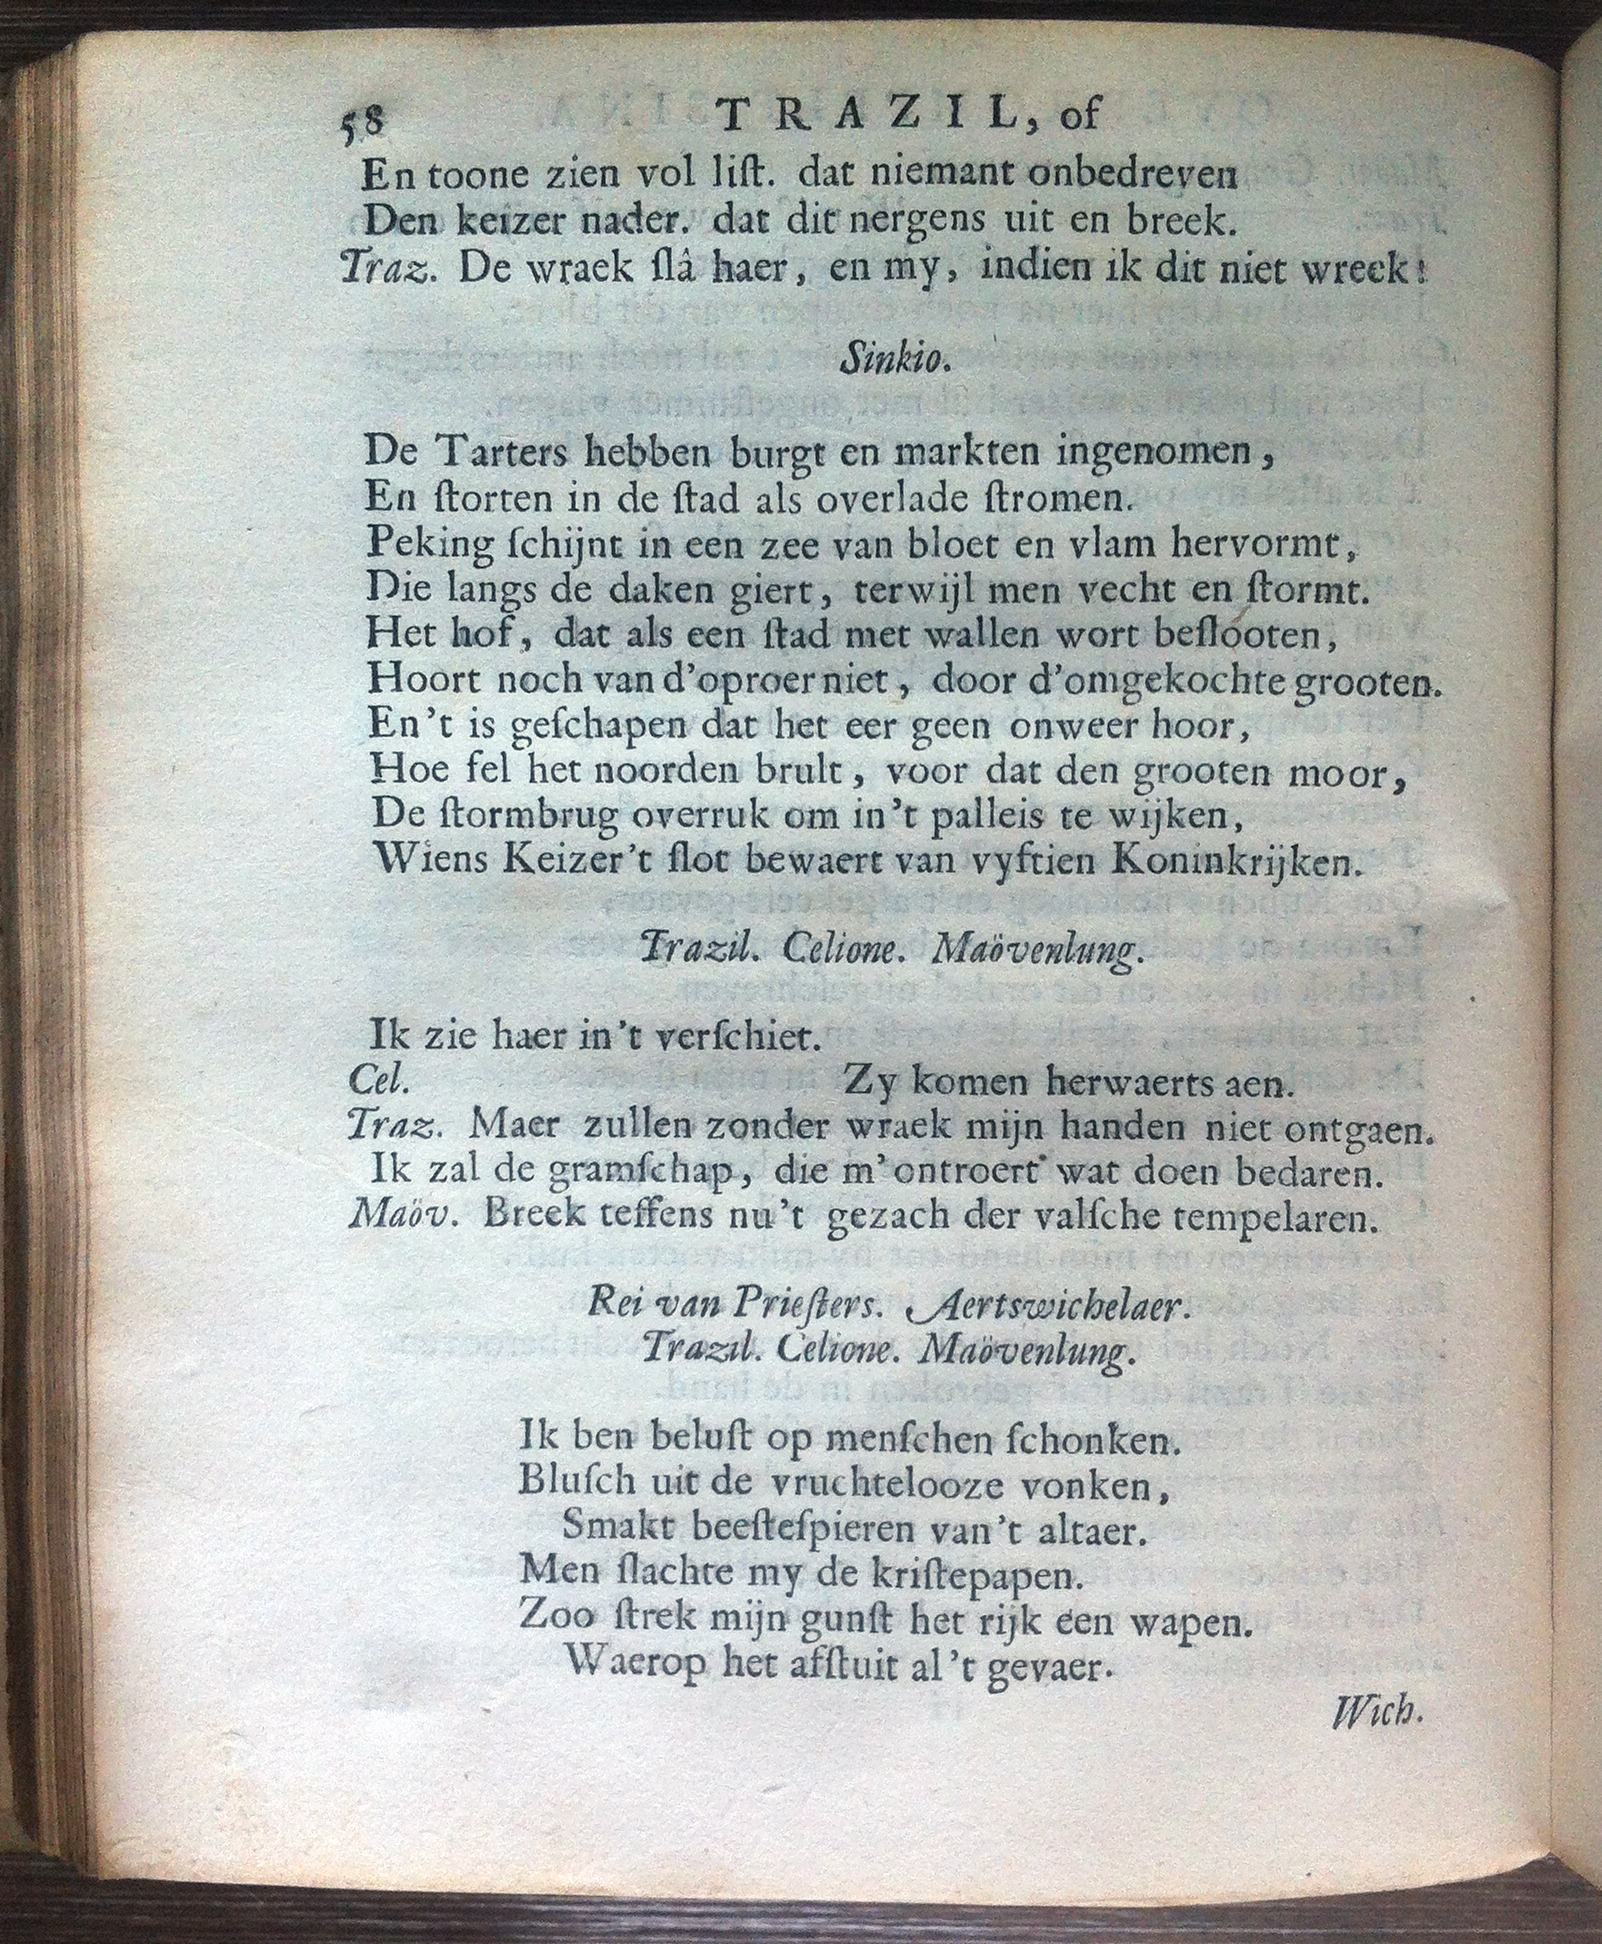 58 TRAZIL, of
En toone zien vol liſt. dat niemant onbedreven
Den keizer nader. dat dit nergens uit en breek.
Traz. De wraek ſlâ haer, en my, indien ik dit niet wreek!
Sinkio.
De Tarters hebben burgt en markten ingenomen,
En ſtorten in de ſtad als overlade ſtromen.
Peking ſchijnt in een zee van bloet en vlam hervormt,
Die langs de daken giert, terwijl men vecht en ſtormt.
Het hof, dat als een ſtad met wallen wort beſlooten,
Hoort noch van d'oproer niet, door d'omgekochte grooten.
En't is geſchapen dat het eer geen onweer hoor,
Hoe fel het noorden brult, voor dat den grooten moor,
De ſtormbrug overruk om in't palleis te wijken,
Wiens Keizer't ſlot bewaert van vyftien Koninkrijken.
Trazil. Celione. Maövenlung.
Ik zie haer in't verſchiet.
Cel. Zy komen herwaerts aen.
Traz. Maer zullen zonder wraek mijn handen niet ontgaen.
Ik zal de gramſchap, die m'ontroert wat doen bedaren.
Maöv. Breek teffens nu't gezach der valſche tempelaren.
Rei van Prieſters. Aertswichelaer.
Trazil. Celione. Maövenlung.
Ik ben beluſt op menſchen ſchonken.
Bluſch uit de vruchtelooze vonken,
Smakt beeſteſpieren van't altaer.
Men ſlachte my de kriſtepapen.
Zoo ſtrek mijn gunſt het rijk een wapen.
Waerop het afſtuit al't gevaer.
Wich.